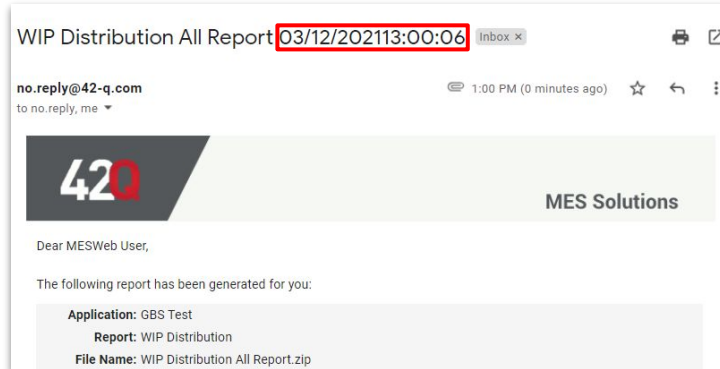 WIP Distribution All Report 03/12/202113:00:06 Inbox ×
no.reply@42-q.com 1:00 PM (0 minutes ago)
to no.reply, me
42Q
MES Solutions
Dear MESWeb User,
The following report has been generated for you:
Application: GBS Test
Report: WIP Distribution
File Name: WIP Distribution All Report.zip